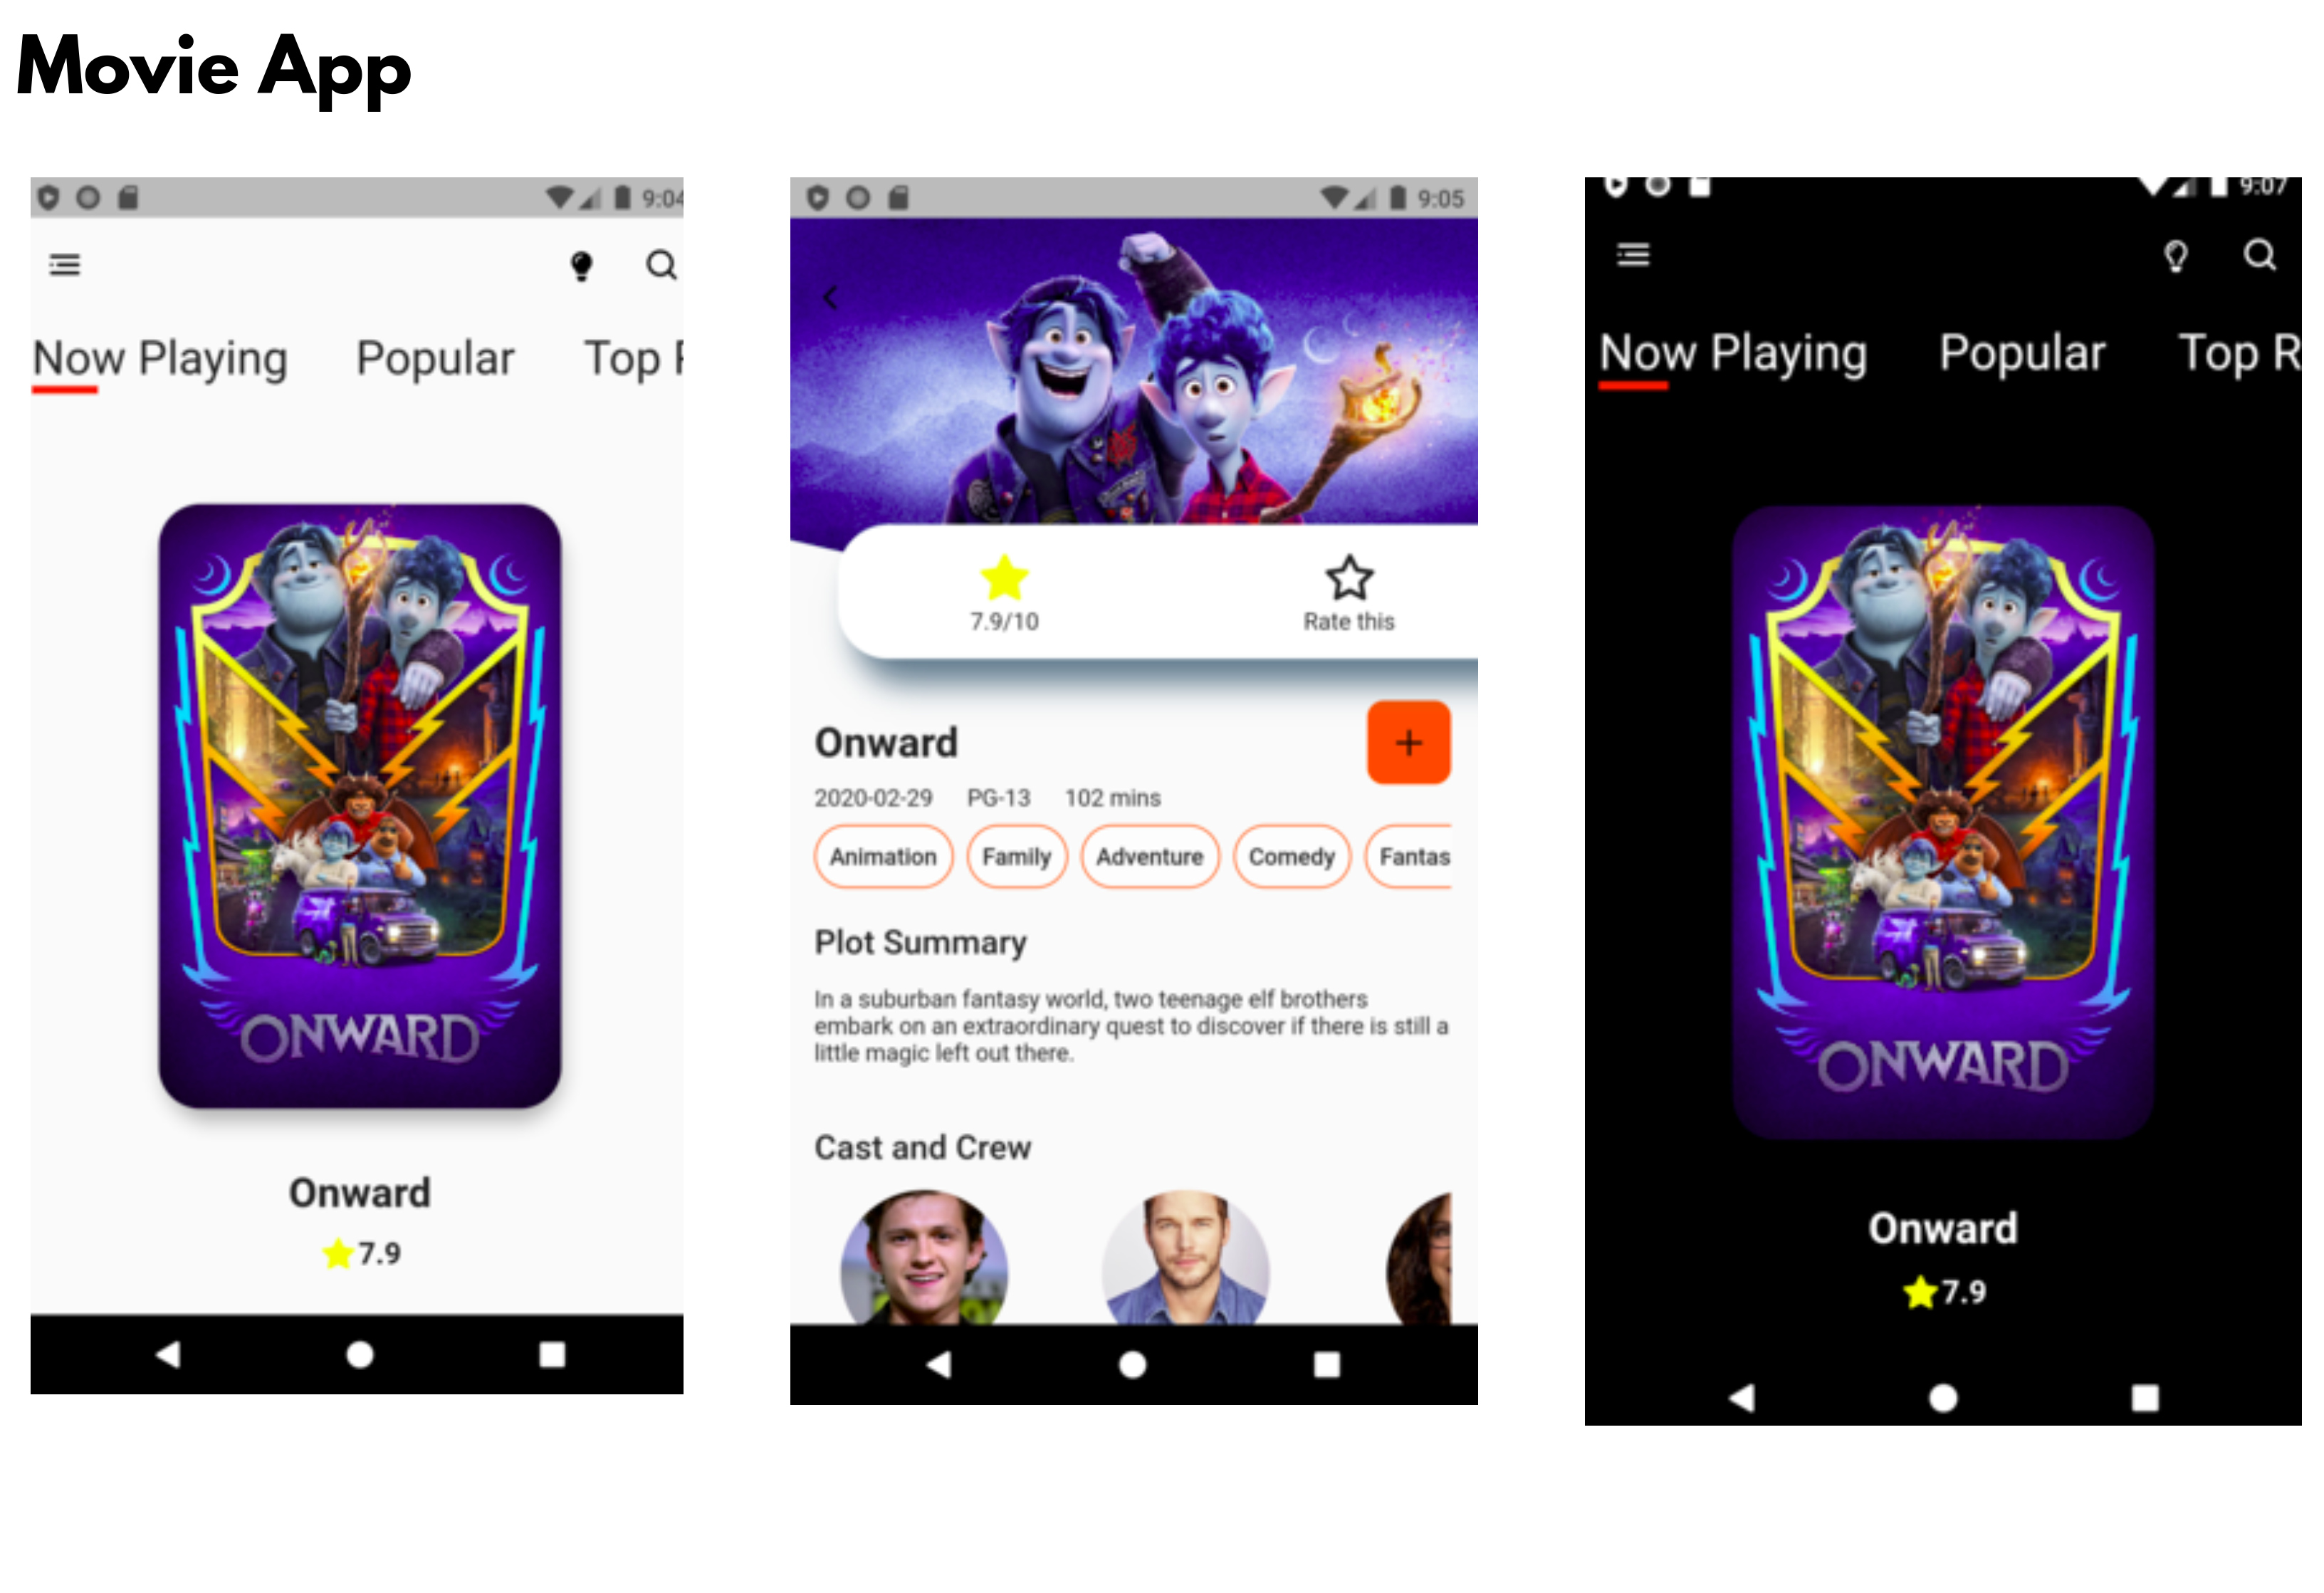 Movie App
9:04
Now Playing Popular Top
ONWARD
Onward
7.9
9:05
7.9/10 Rate this
Onward
2020-02-29 PG-13 102 mins
Animation Family Adventure Comedy Fantas
Plot Summary
In a suburban fantasy world, two teenage elf brothers
embark on an extraordinary quest to discover if there is still a
little magic left out there.
Cast and Crew
9:07
Now Playing Popular Top R
ONWARD
Onward
7.9